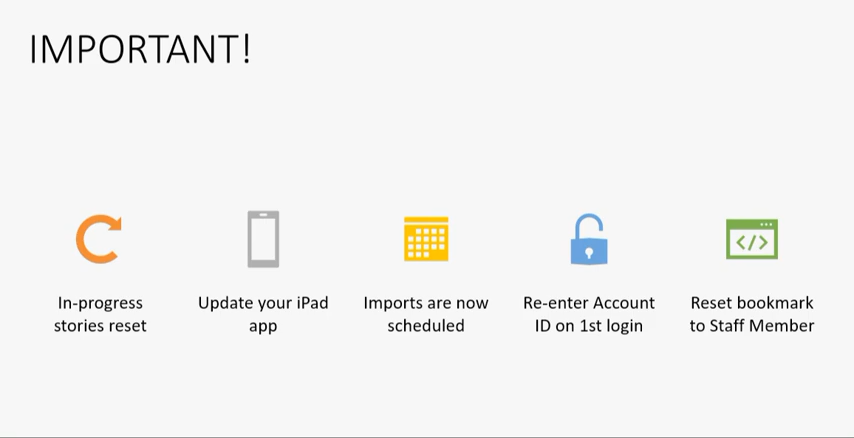 IMPORTANT!
In-progress
stories reset
Update your iPad
app
Imports are now
scheduled
Re-enter Account
ID on 1st login
Reset bookmark
to Staff Member